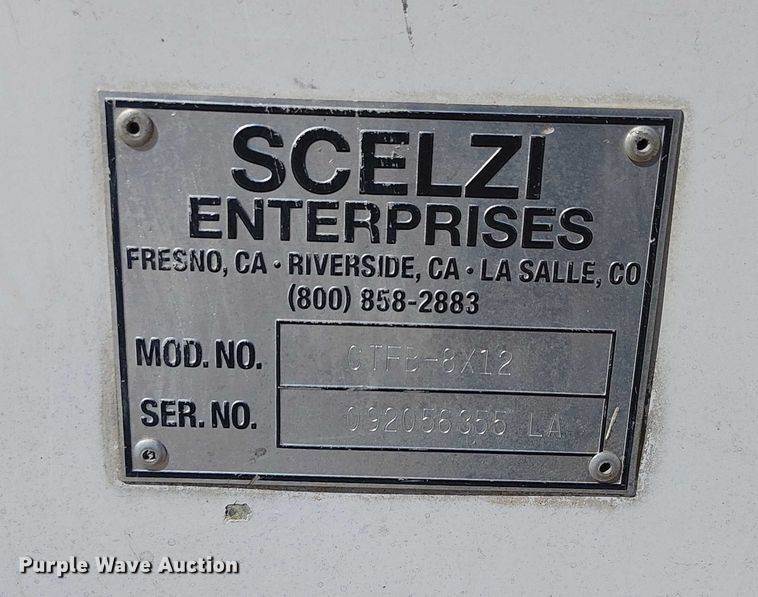 SCELZI
ENTERPRISES
FRESNO, CA · RIVERSIDE, CA · LA SALLE, CO
(800) 858-2883
MOD. NO. CTFB-8X12
SER. NO. 092056355 LA
Purple Wave Auction